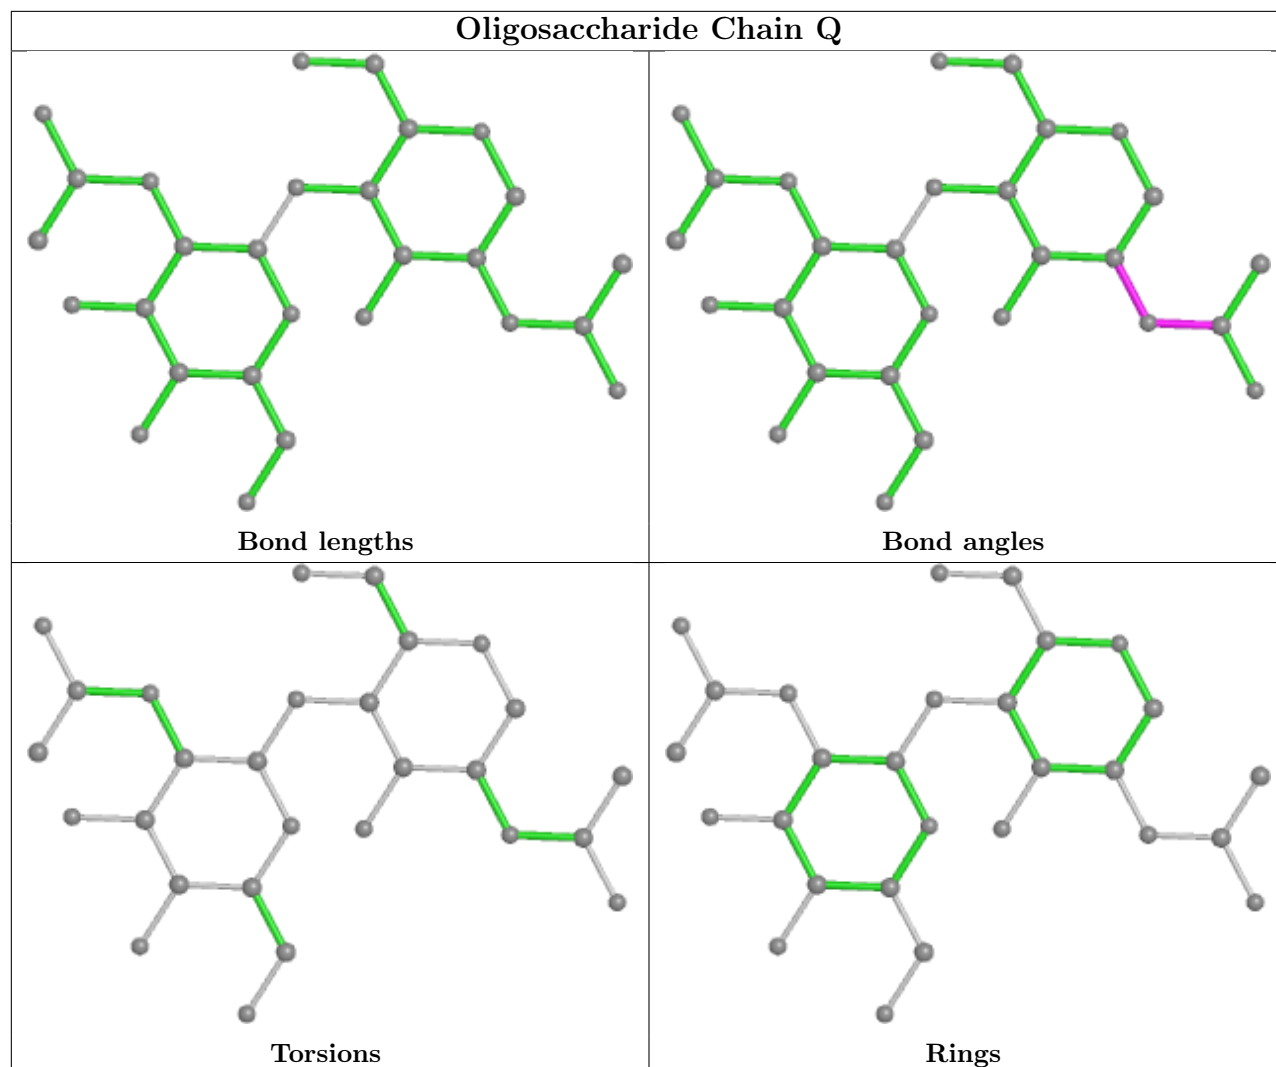 Oligosaccharide Chain Q
Bond lengths
Bond angles
Torsions
Rings